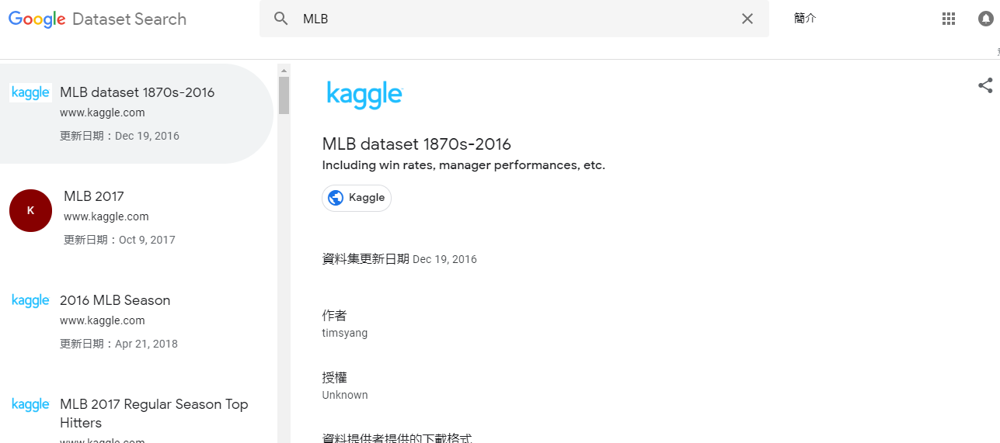 Google Dataset Search
MLB
簡介
kaggle
MLB dataset 1870s-2016
www.kaggle.com
更新日期：Dec 19, 2016
K
MLB 2017
www.kaggle.com
更新日期：Oct 9, 2017
kaggle
2016 MLB Season
www.kaggle.com
更新日期：Apr 21, 2018
kaggle
MLB 2017 Regular Season Top
Hitters
www.kaggle.com
kaggle
MLB dataset 1870s-2016
Including win rates, manager performances, etc.
Kaggle
資料集更新日期 Dec 19, 2016
作者
timsyang
授權
Unknown
資料提供者提供的下載格式